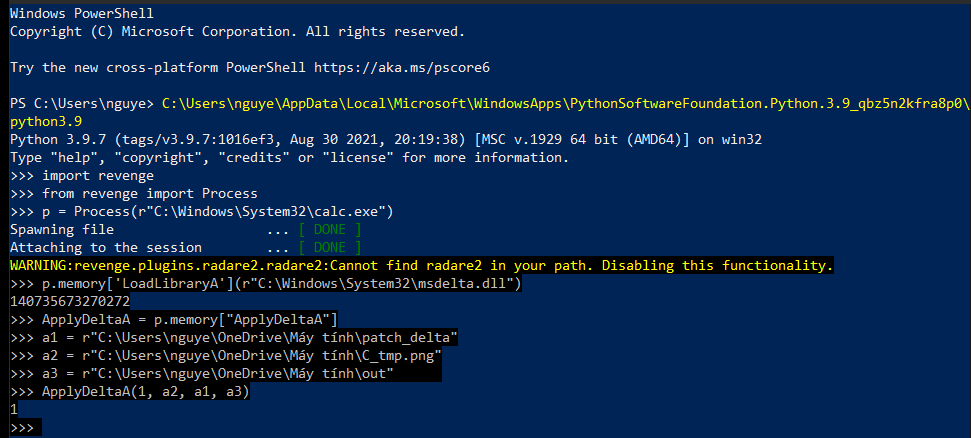 Windows PowerShell
Copyright (C) Microsoft Corporation. All rights reserved.
Try the new cross-platform PowerShell https://aka.ms/pscore6
PS C:\Users\nguye> C:\Users\nguye\AppData\Local\Microsoft\WindowsApps\PythonSoftwareFoundation.Python.3.9_qbz5n2kfra8p0\
python3.9
Python 3.9.7 (tags/v3.9.7:1016ef3, Aug 30 2021, 20:19:38) [MSC v.1929 64 bit (AMD64)] on win32
Type "help", "copyright", "credits" or "license" for more information.
>>> import revenge
>>> from revenge import Process
>>> p = Process(r"C:\Windows\System32\calc.exe")
Spawning file                   ... [ DONE ]
Attaching to the session        ... [ DONE ]
WARNING:revenge.plugins.radare2.radare2:Cannot find radare2 in your path. Disabling this functionality.
>>> p.memory['LoadLibraryA'](r"C:\Windows\System32\msdelta.dll")
140735673270272
>>> ApplyDeltaA = p.memory["ApplyDeltaA"]
>>> a1 = r"C:\Users\nguye\OneDrive\Máy tính\patch_delta"
>>> a2 = r"C:\Users\nguye\OneDrive\Máy tính\C_tmp.png"
>>> a3 = r"C:\Users\nguye\OneDrive\Máy tính\out"
>>> ApplyDeltaA(1, a2, a1, a3)
1
>>>